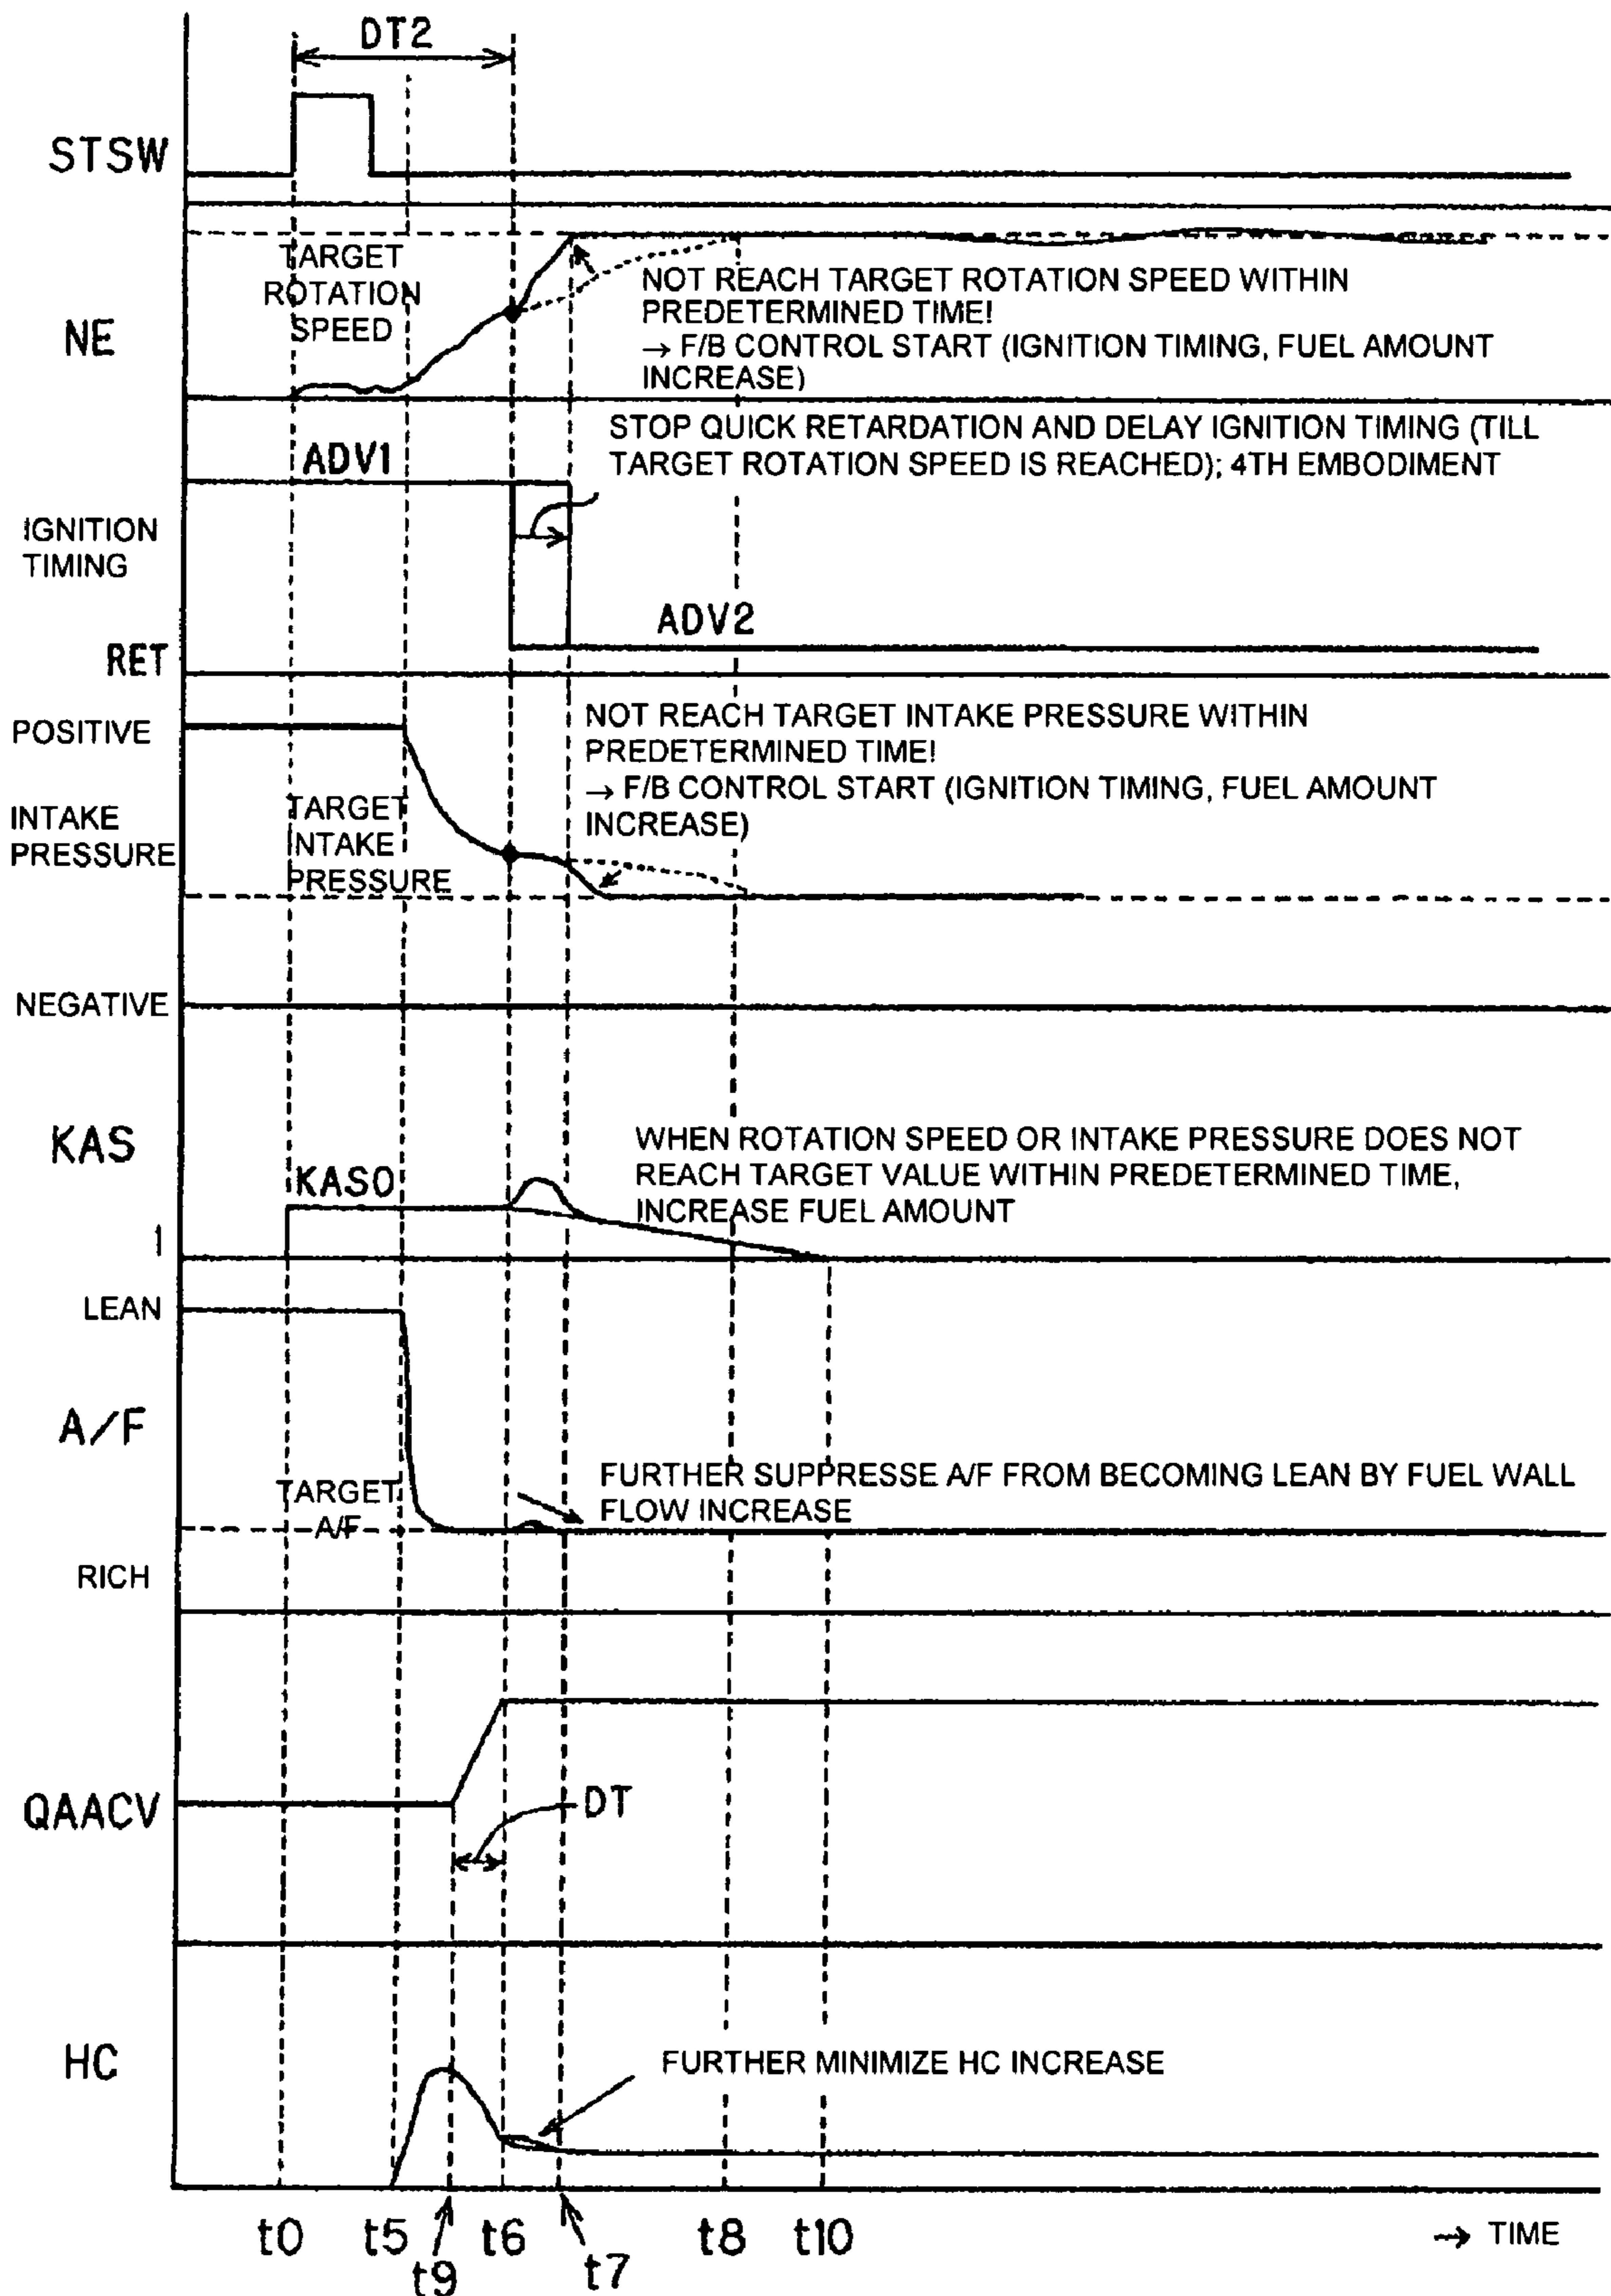 DT2
STSW
TARGET
ROTATION
SPEED
NE
NOT REACH TARGET ROTATION SPEED WITHIN
PREDETERMINED TIME!
→ F/B CONTROL START (IGNITION TIMING, FUEL AMOUNT
INCREASE)
STOP QUICK RETARDATION AND DELAY IGNITION TIMING (TILL
TARGET ROTATION SPEED IS REACHED); 4TH EMBODIMENT
ADV1
IGNITION
TIMING
ADV2
RET
POSITIVE
NOT REACH TARGET INTAKE PRESSURE WITHIN
PREDETERMINED TIME!
→ F/B CONTROL START (IGNITION TIMING, FUEL AMOUNT
INCREASE)
INTAKE
PRESSURE
TARGET
INTAKE
PRESSURE
NEGATIVE
KAS
WHEN ROTATION SPEED OR INTAKE PRESSURE DOES NOT
REACH TARGET VALUE WITHIN PREDETERMINED TIME,
INCREASE FUEL AMOUNT
KAS0
1
LEAN
A/F
FURTHER SUPPRESSE A/F FROM BECOMING LEAN BY FUEL WALL
FLOW INCREASE
TARGET
A/F
RICH
QAACV
DT
HC
FURTHER MINIMIZE HC INCREASE
t0 t5 t6 t8 t10 → TIME
t9 t7